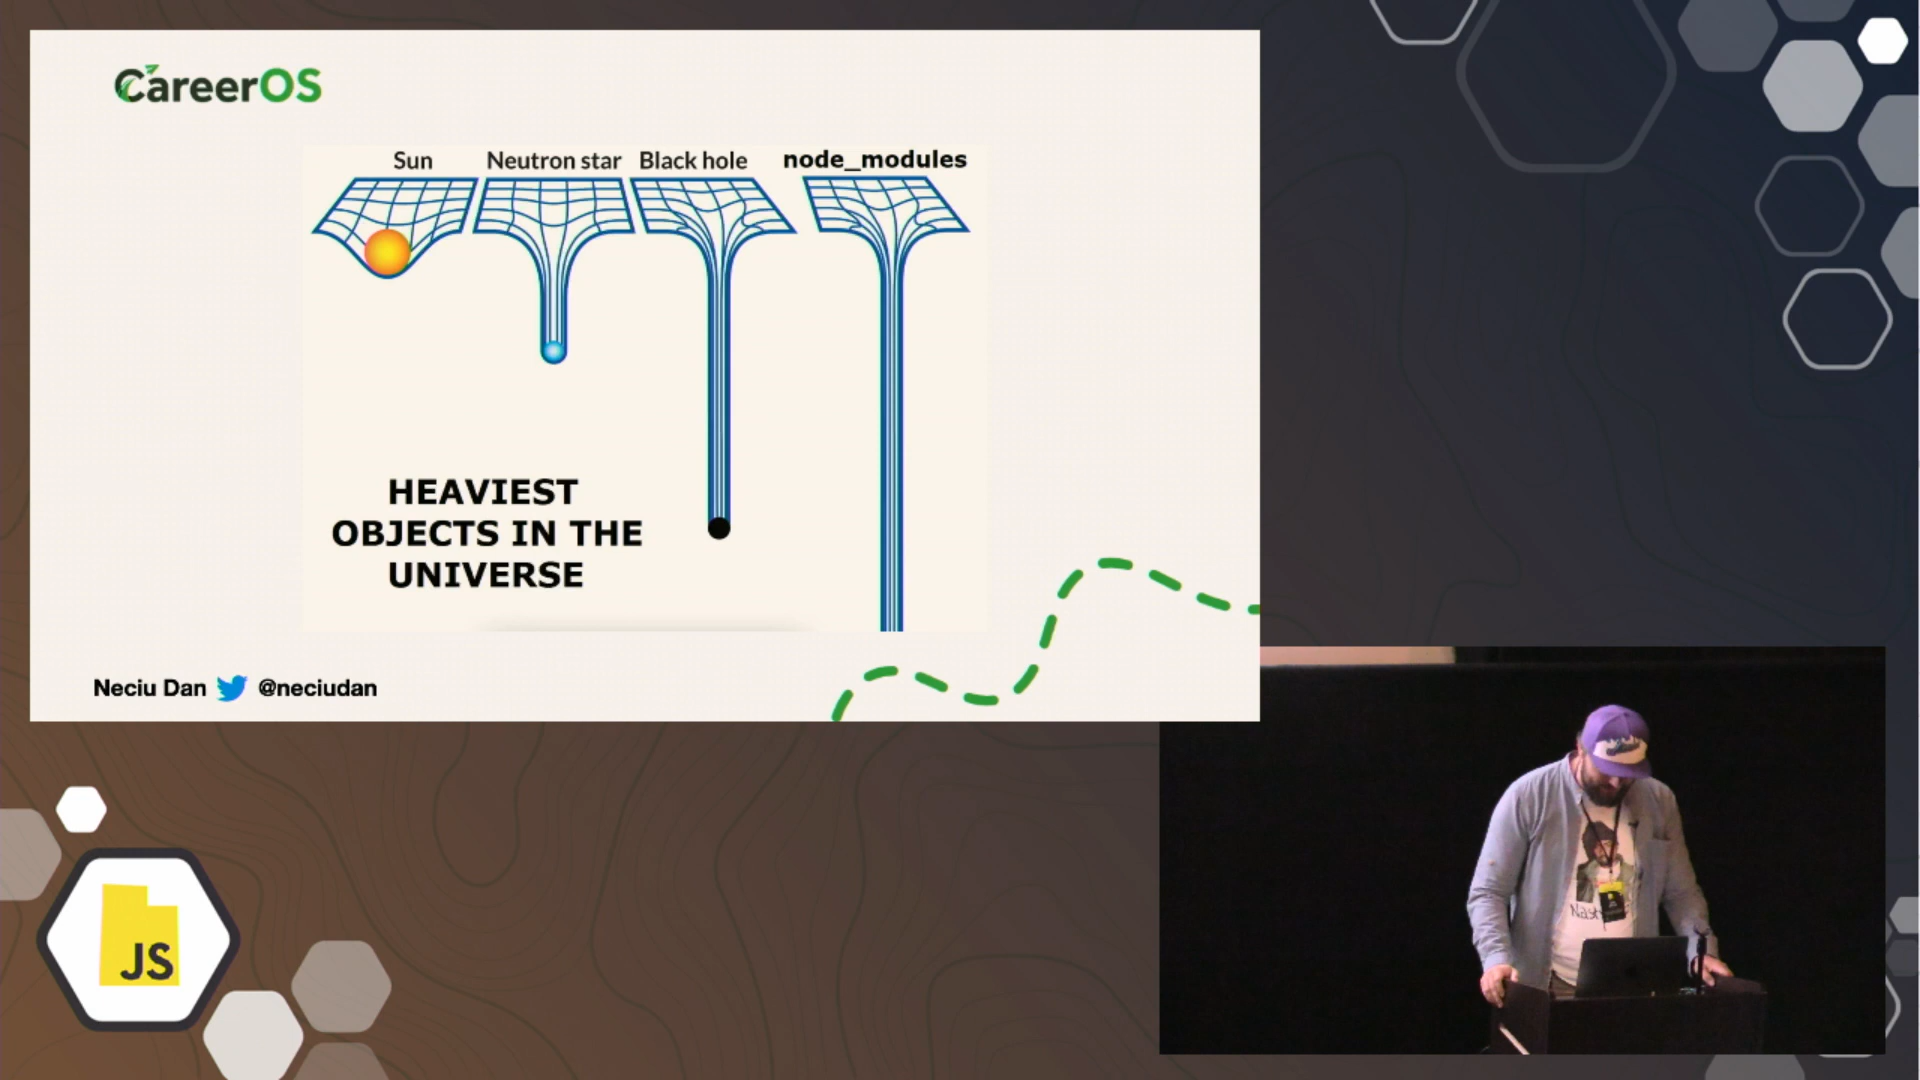 CareerOS
Sun Neutron star Black hole node_modules
HEAVIEST
OBJECTS IN THE
UNIVERSE
Neciu Dan @neciudan
JS